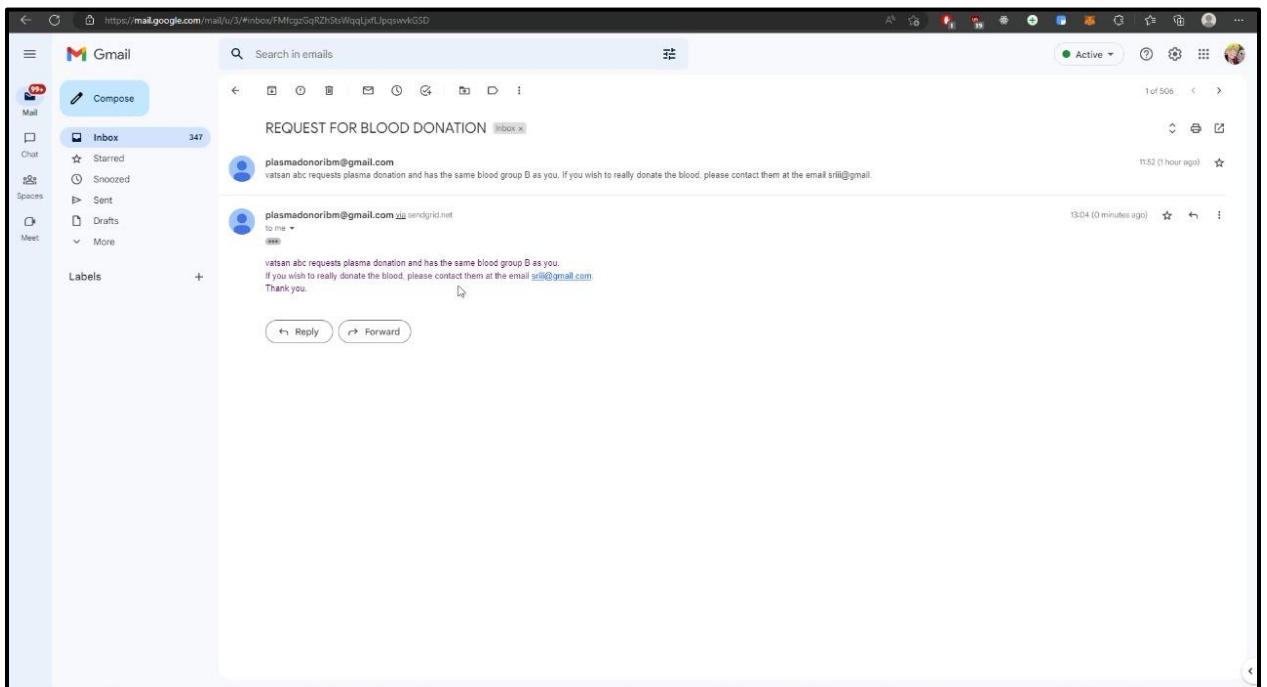 https://mail.google.com/mail/u/3/#inbox/FMfcgzGqRZhStsWqqLjxfLJpqswvkGSD
Gmail
Search in emails
Active
99+
Mail
Compose
1 of 506
Inbox 347
REQUEST FOR BLOOD DONATION Inbox x
Chat
Starred
plasmadonoribm@gmail.com
11:52 (1 hour ago)
vatsan abc requests plasma donation and has the same blood group B as you. If you wish to really donate the blood, please contact them at the email sriii@gmail.
Snoozed
Spaces
Sent
Drafts
plasmadonoribm@gmail.com via sendgrid.net
13:04 (0 minutes ago)
to me
Meet
More
vatsan abc requests plasma donation and has the same blood group B as you.
If you wish to really donate the blood, please contact them at the email sriii@gmail.com.
Thank you.
Labels +
Reply
Forward